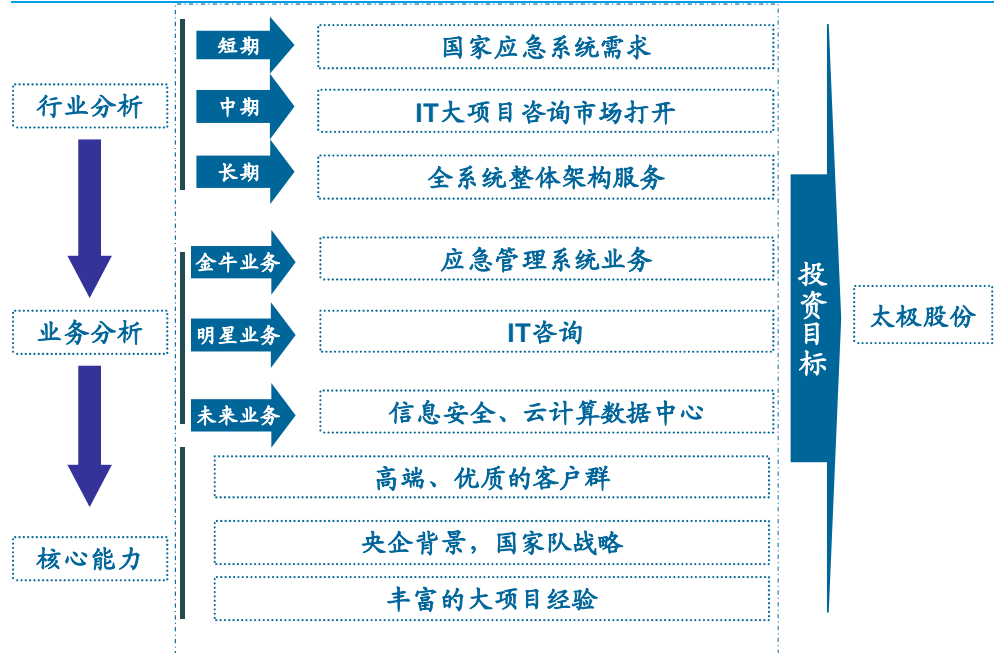 行业分析
短期
国家应急系统需求
中期
IT大项目咨询市场打开
长期
全系统整体架构服务
业务分析
金牛业务
应急管理系统业务
明星业务
IT咨询
未来业务
信息安全、云计算数据中心
核心能力
高端、优质的客户群
央企背景，国家队战略
丰富的大项目经验
投资目标
太极股份